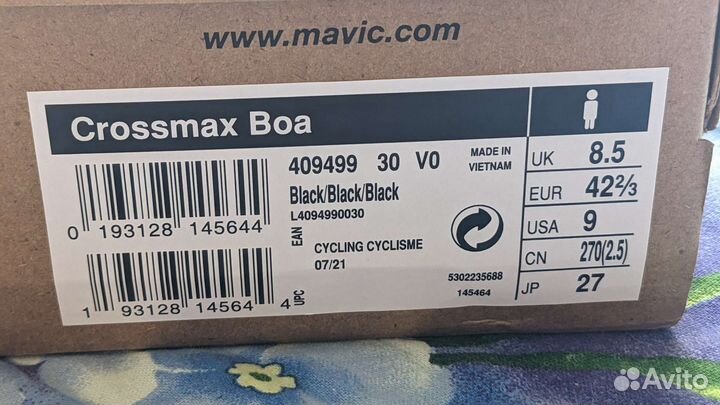 www.mavic.com
Crossmax Boa
409499 30 V0
MADE IN
VIETNAM
Black/Black/Black
L4094990030
0 193128 145644
EAN
CYCLING CYCLISME
07/21
1 93128 14564 4
UPC
5302235688
145464
UK 8.5
EUR 42⅔
USA 9
CN 270(2.5)
JP 27
Avito